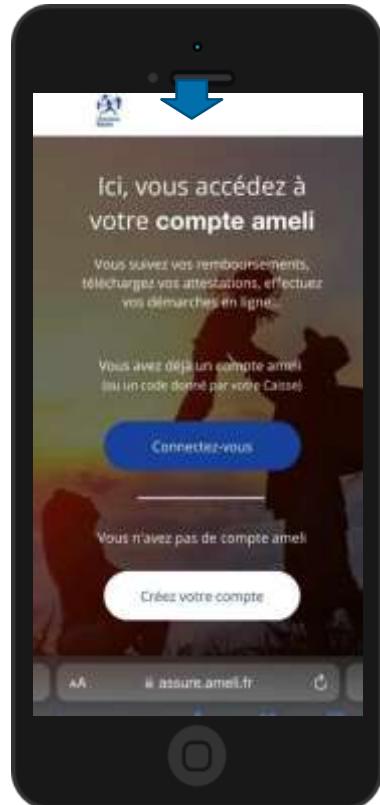 Ici, vous accédez à
votre compte ameli
Vous suivez vos remboursements,
téléchargez vos attestations, effectuez
vos démarches en ligne...
Vous avez déjà un compte ameli
(ou un code donné par votre Caisse)
Connectez-vous
Vous n'avez pas de compte ameli
Créez votre compte
AA assure.ameli.fr